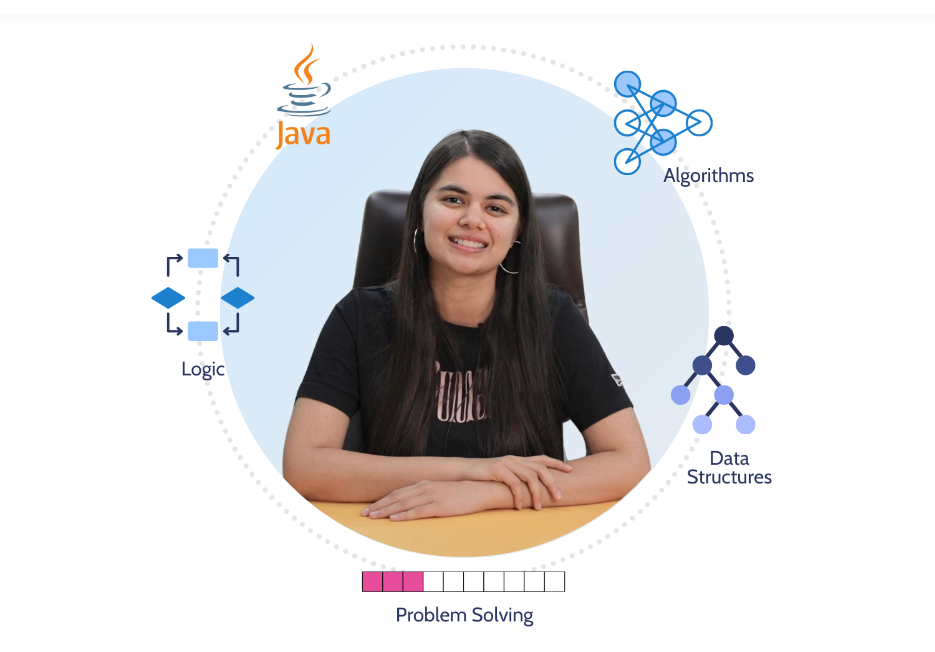 Java
Algorithms
Logic
Data
Structures
Problem Solving